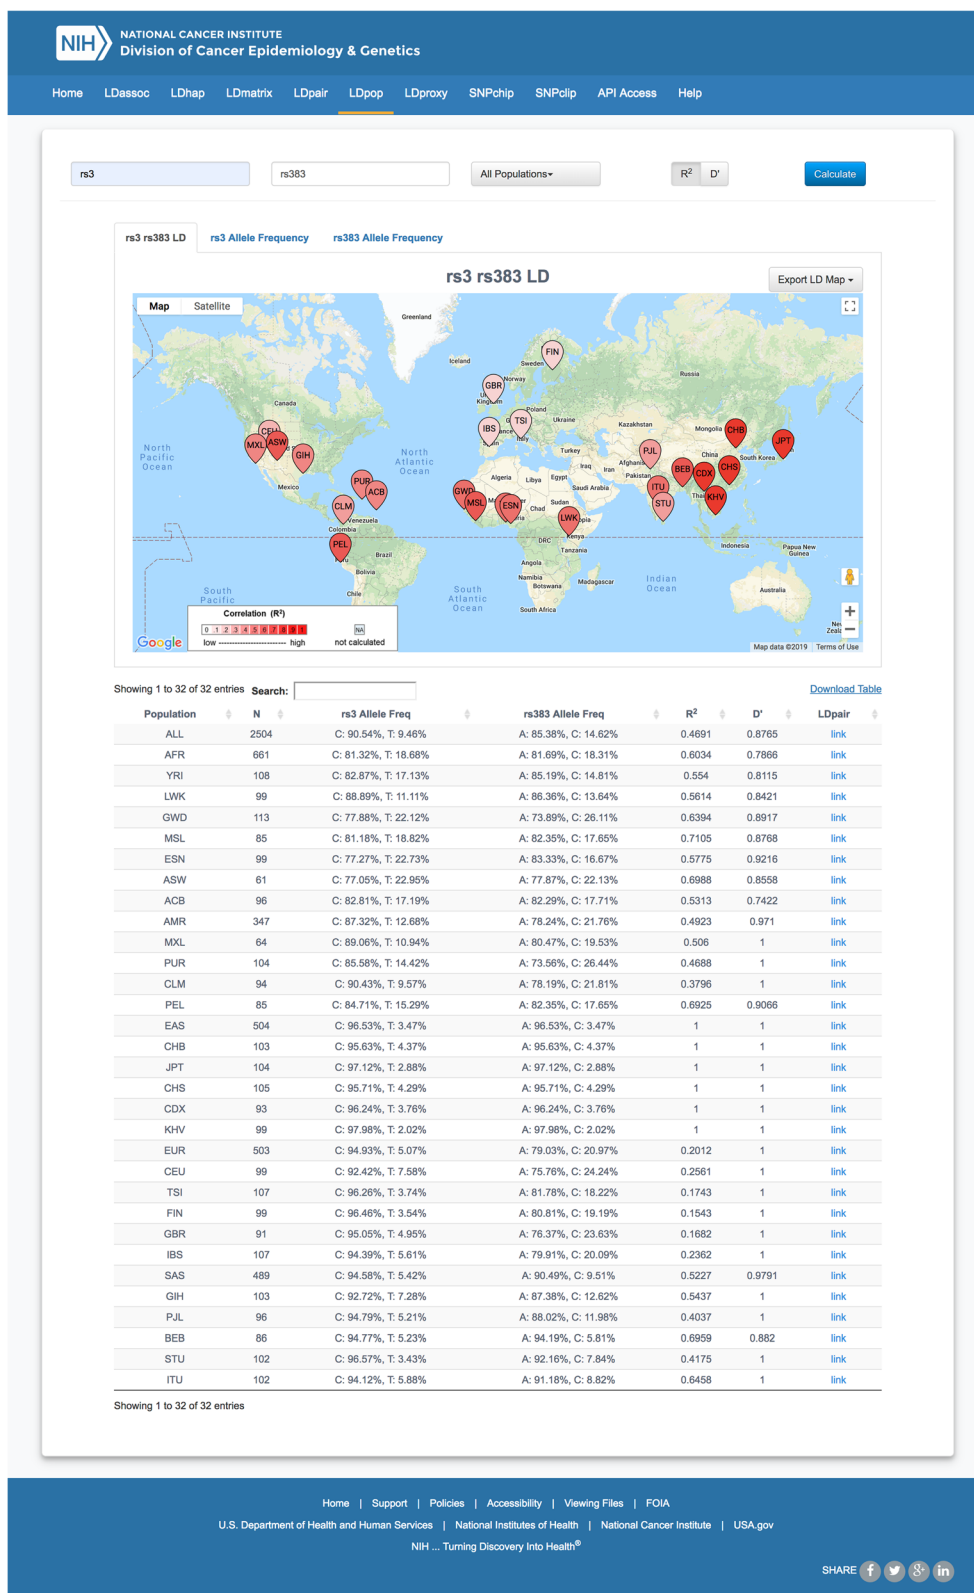 NIH NATIONAL CANCER INSTITUTE
Division of Cancer Epidemiology & Genetics
Home LDassoc LDhap LDmatrix LDpair LDpop LDproxy SNPchip SNPclip API Access Help
rs3 rs383 All Populations R² D' Calculate
rs3 rs383 LD rs3 Allele Frequency rs383 Allele Frequency
rs3 rs383 LD
Export LD Map
Map Satellite
Greenland
Iceland
FIN
Sweden
Norway
GBR
Russia
Canada
Poland
TSI
IBS
Ukraine
Kazakhstan
Mongolia
CHB
JPT
MXL
ASW
GIH
North
Pacific
Ocean
North
Atlantic
Ocean
Turkey
Iraq
Iran
PJL
China
South Korea
BEB
CDX
CHS
Mexico
Algeria
Libya
Egypt
Pakistan
Saudi Arabia
PUR
ACB
GWD
MSL
ESN
Chad
Sudan
ITU
STU
KHV
CLM
Venezuela
Colombia
LWK
Kenya
PEL
DRC
Tanzania
Indonesia
Papua New
Guinea
Brazil
Bolivia
Angola
Namibia
Botswana
Madagascar
Indian
Ocean
Australia
South
Pacific
Chile
South
Atlantic
Ocean
South Africa
Correlation (R²)
0 .1 .2 .3 .4 .5 .6 .7 .8 .9 1 NA
low high not calculated
Google
Map data ©2019 Terms of Use
Showing 1 to 32 of 32 entries Search: Download Table
Population N rs3 Allele Freq rs383 Allele Freq R² D' LDpair
ALL 2504 C: 90.54%, T: 9.46% A: 85.38%, C: 14.62% 0.4691 0.8765 link
AFR 661 C: 81.32%, T: 18.68% A: 81.69%, C: 18.31% 0.6034 0.7866 link
YRI 108 C: 82.87%, T: 17.13% A: 85.19%, C: 14.81% 0.554 0.8115 link
LWK 99 C: 88.89%, T: 11.11% A: 86.36%, C: 13.64% 0.5614 0.8421 link
GWD 113 C: 77.88%, T: 22.12% A: 73.89%, C: 26.11% 0.6394 0.8917 link
MSL 85 C: 81.18%, T: 18.82% A: 82.35%, C: 17.65% 0.7105 0.8768 link
ESN 99 C: 77.27%, T: 22.73% A: 83.33%, C: 16.67% 0.5775 0.9216 link
ASW 61 C: 77.05%, T: 22.95% A: 77.87%, C: 22.13% 0.6988 0.8558 link
ACB 96 C: 82.81%, T: 17.19% A: 82.29%, C: 17.71% 0.5313 0.7422 link
AMR 347 C: 87.32%, T: 12.68% A: 78.24%, C: 21.76% 0.4923 0.971 link
MXL 64 C: 89.06%, T: 10.94% A: 80.47%, C: 19.53% 0.506 1 link
PUR 104 C: 85.58%, T: 14.42% A: 73.56%, C: 26.44% 0.4688 1 link
CLM 94 C: 90.43%, T: 9.57% A: 78.19%, C: 21.81% 0.3796 1 link
PEL 85 C: 84.71%, T: 15.29% A: 82.35%, C: 17.65% 0.6925 0.9066 link
EAS 504 C: 96.53%, T: 3.47% A: 96.53%, C: 3.47% 1 1 link
CHB 103 C: 95.63%, T: 4.37% A: 95.63%, C: 4.37% 1 1 link
JPT 104 C: 97.12%, T: 2.88% A: 97.12%, C: 2.88% 1 1 link
CHS 105 C: 95.71%, T: 4.29% A: 95.71%, C: 4.29% 1 1 link
CDX 93 C: 96.24%, T: 3.76% A: 96.24%, C: 3.76% 1 1 link
KHV 99 C: 97.98%, T: 2.02% A: 97.98%, C: 2.02% 1 1 link
EUR 503 C: 94.93%, T: 5.07% A: 79.03%, C: 20.97% 0.2012 1 link
CEU 99 C: 92.42%, T: 7.58% A: 75.76%, C: 24.24% 0.2561 1 link
TSI 107 C: 96.26%, T: 3.74% A: 81.78%, C: 18.22% 0.1743 1 link
FIN 99 C: 96.46%, T: 3.54% A: 80.81%, C: 19.19% 0.1543 1 link
GBR 91 C: 95.05%, T: 4.95% A: 76.37%, C: 23.63% 0.1682 1 link
IBS 107 C: 94.39%, T: 5.61% A: 79.91%, C: 20.09% 0.2362 1 link
SAS 489 C: 94.58%, T: 5.42% A: 90.49%, C: 9.51% 0.5227 0.9791 link
GIH 103 C: 92.72%, T: 7.28% A: 87.38%, C: 12.62% 0.5437 1 link
PJL 96 C: 94.79%, T: 5.21% A: 88.02%, C: 11.98% 0.4037 1 link
BEB 86 C: 94.77%, T: 5.23% A: 94.19%, C: 5.81% 0.6959 0.882 link
STU 102 C: 96.57%, T: 3.43% A: 92.16%, C: 7.84% 0.4175 1 link
ITU 102 C: 94.12%, T: 5.88% A: 91.18%, C: 8.82% 0.6458 1 link
Showing 1 to 32 of 32 entries
Home | Support | Policies | Accessibility | Viewing Files | FOIA
U.S. Department of Health and Human Services | National Institutes of Health | National Cancer Institute | USA.gov
NIH ... Turning Discovery Into Health®
SHARE